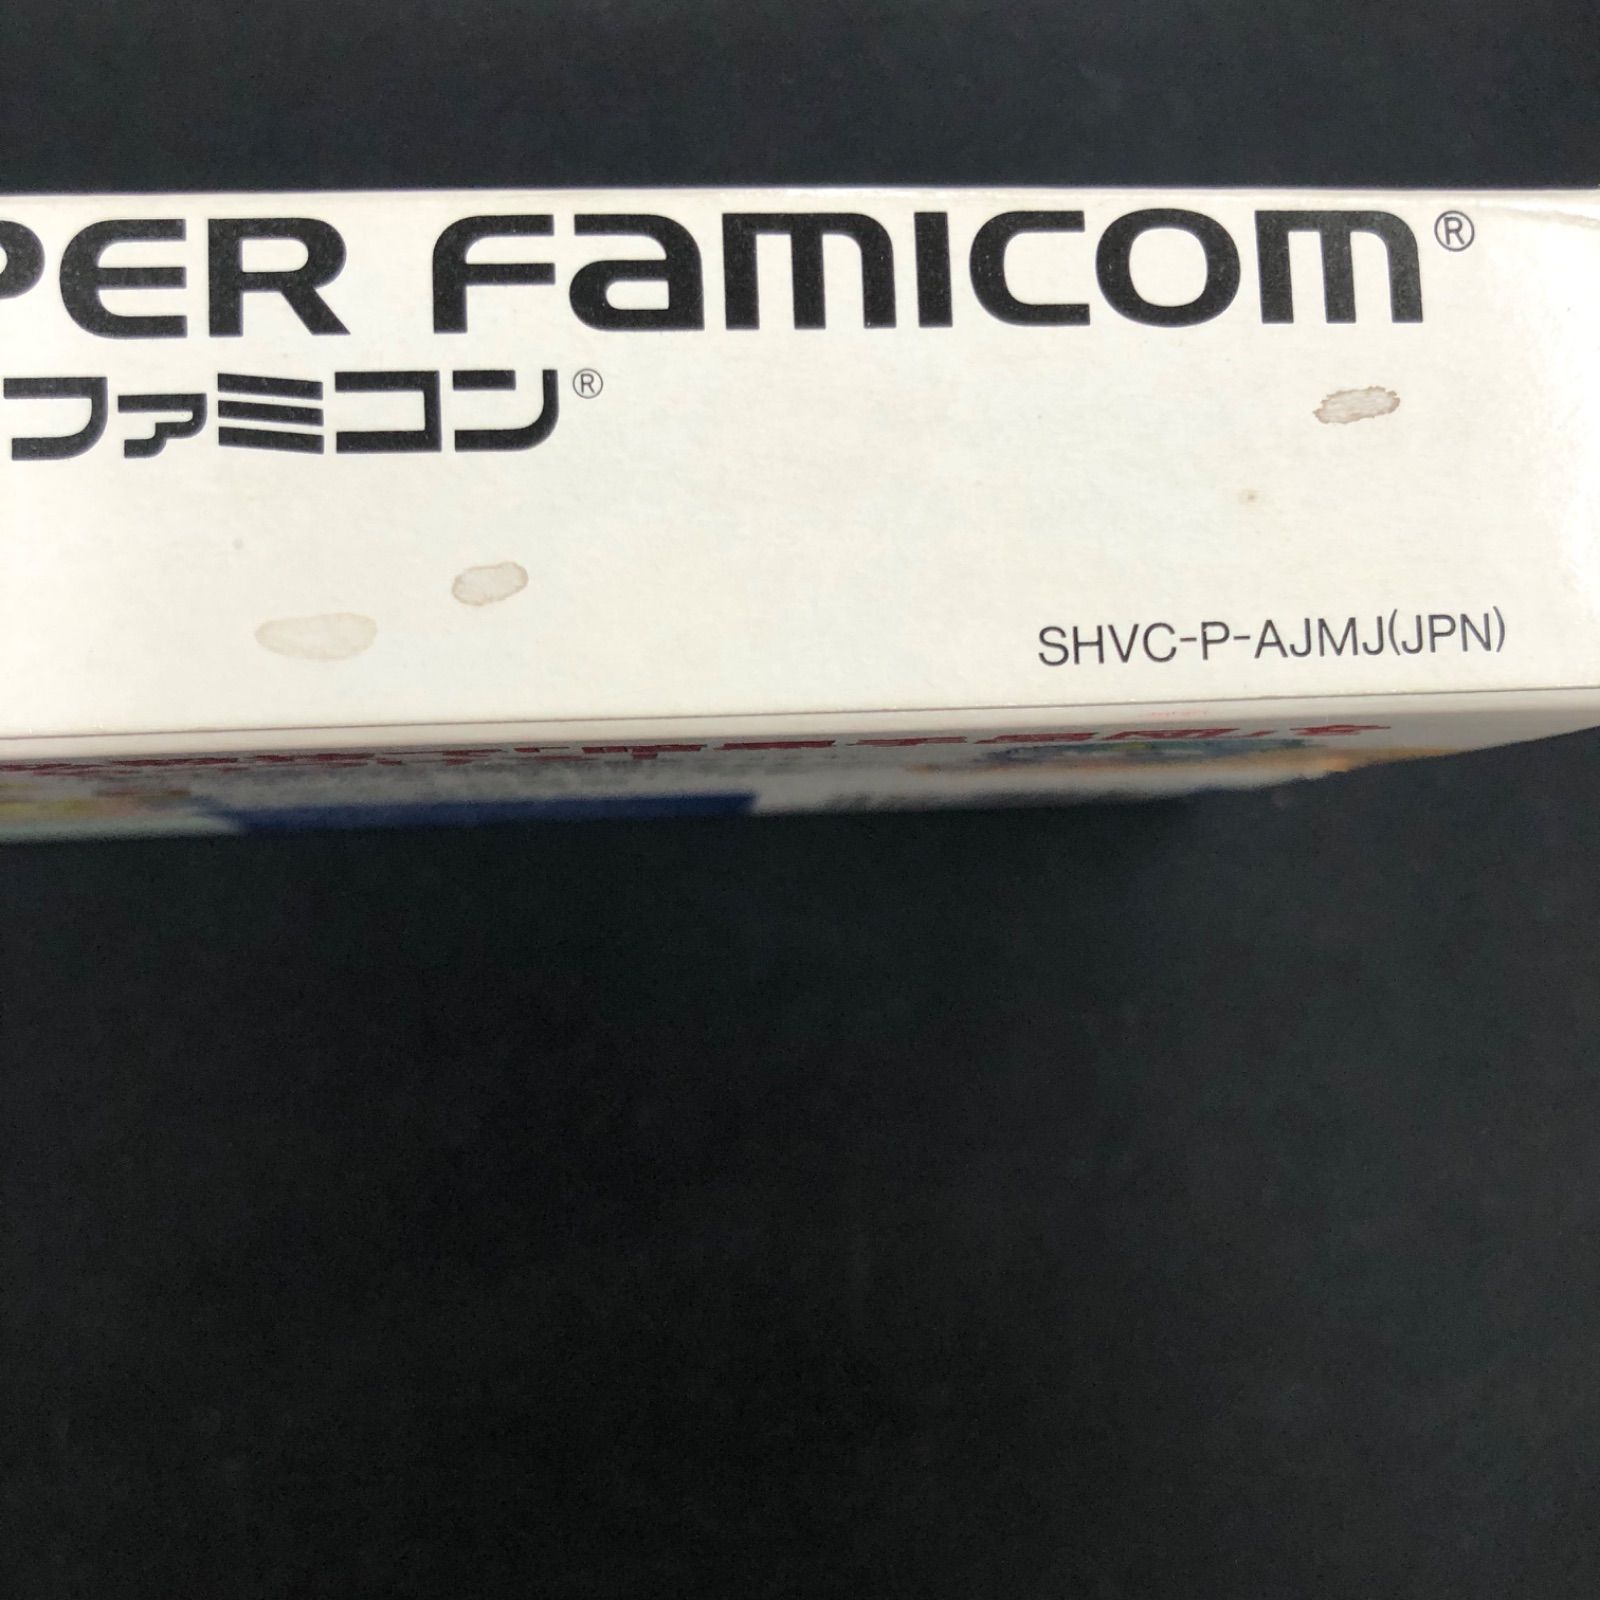 PER FAMICOM®
ファミコン®
SHVC-P-AJMJ(JPN)